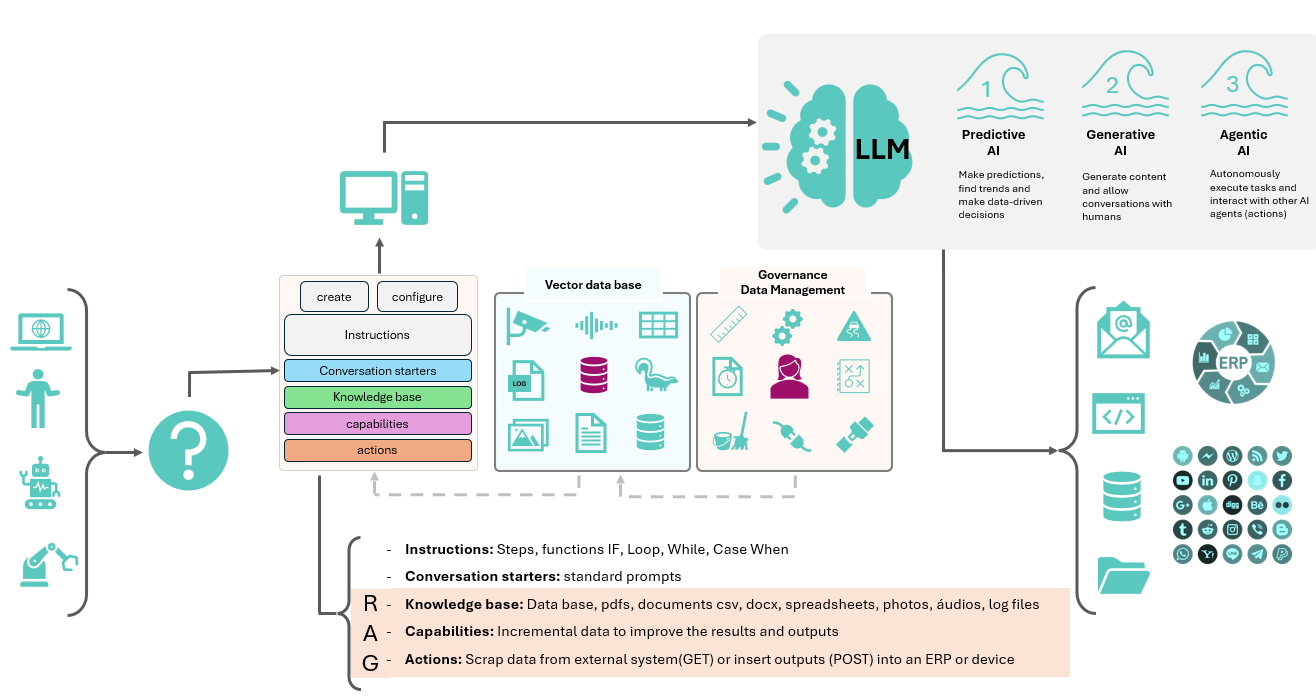 1
2
3
LLM
Predictive
AI
Generative
AI
Agentic
AI
Make predictions,
find trends and
make data-driven
decisions
Generate content
and allow
conversations with
humans
Autonomously
execute tasks and
interact with other AI
agents (actions)
create
configure
Instructions
Conversation starters
Knowledge base
capabilities
actions
Vector data base
LOG
Governance
Data Management
?
@
</>
ERP
digg
Bē
- Instructions: Steps, functions IF, Loop, While, Case When
- Conversation starters: standard prompts
R - Knowledge base: Data base, pdfs, documents csv, docx, spreadsheets, photos, áudios, log files
A - Capabilities: Incremental data to improve the results and outputs
G - Actions: Scrap data from external system(GET) or insert outputs (POST) into an ERP or device